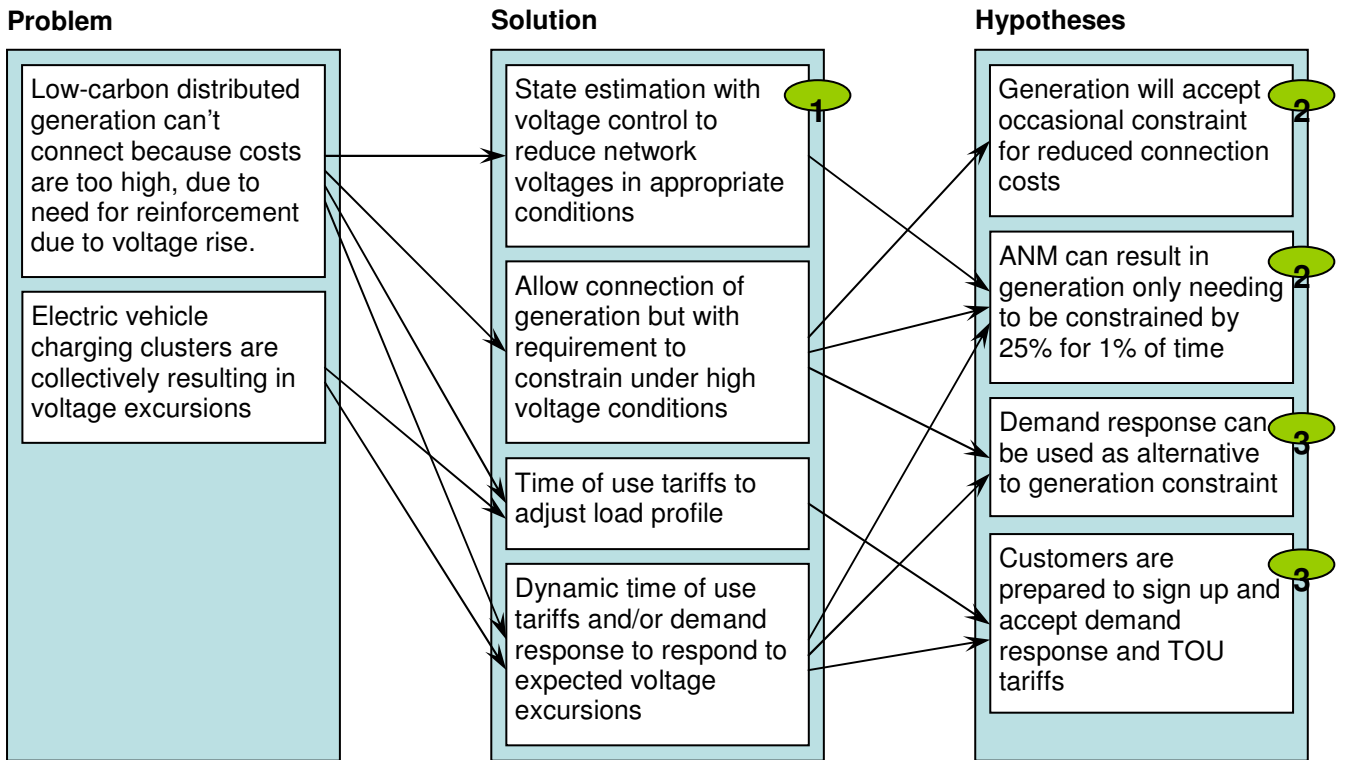 Problem
Low-carbon distributed
generation can't
connect because costs
are too high, due to
need for reinforcement
due to voltage rise.
Electric vehicle
charging clusters are
collectively resulting in
voltage excursions
Solution
State estimation with
voltage control to
reduce network
voltages in appropriate
conditions
1
Allow connection of
generation but with
requirement to
constrain under high
voltage conditions
Time of use tariffs to
adjust load profile
Dynamic time of use
tariffs and/or demand
response to respond to
expected voltage
excursions
Hypotheses
Generation will accept
occasional constraint
for reduced connection
costs
2
ANM can result in
generation only needing
to be constrained by
25% for 1% of time
2
Demand response can
be used as alternative
to generation constraint
3
Customers are
prepared to sign up and
accept demand
response and TOU
tariffs
3